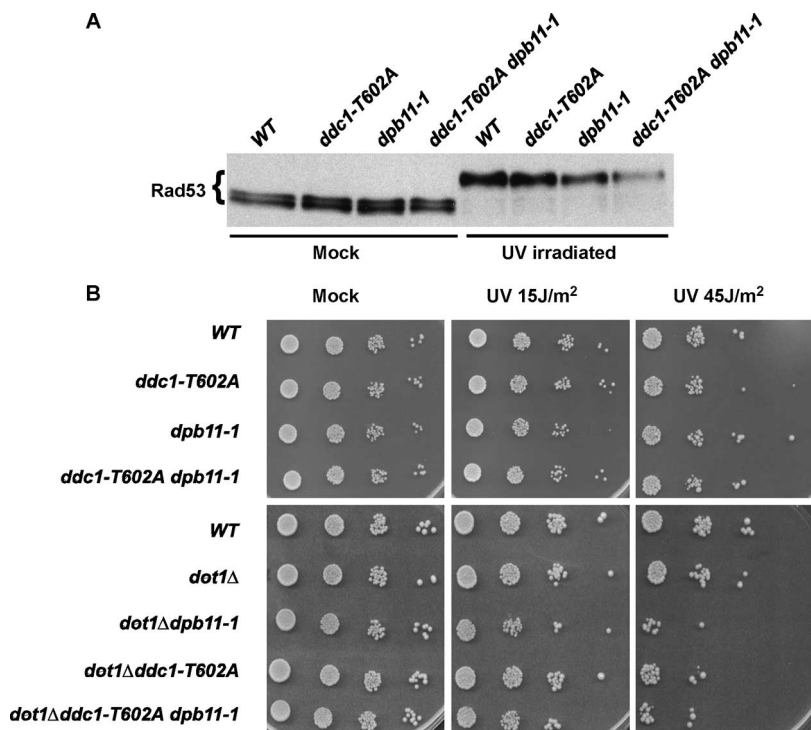 A
WT
ddc1-T602A
dpb11-1
ddc1-T602A dpb11-1
WT
ddc1-T602A
dpb11-1
ddc1-T602A dpb11-1
Rad53 {
Mock
UV irradiated
B
Mock
UV 15J/m²
UV 45J/m²
WT
ddc1-T602A
dpb11-1
ddc1-T602A dpb11-1
WT
dot1Δ
dot1Δdpb11-1
dot1Δddc1-T602A
dot1Δddc1-T602A dpb11-1